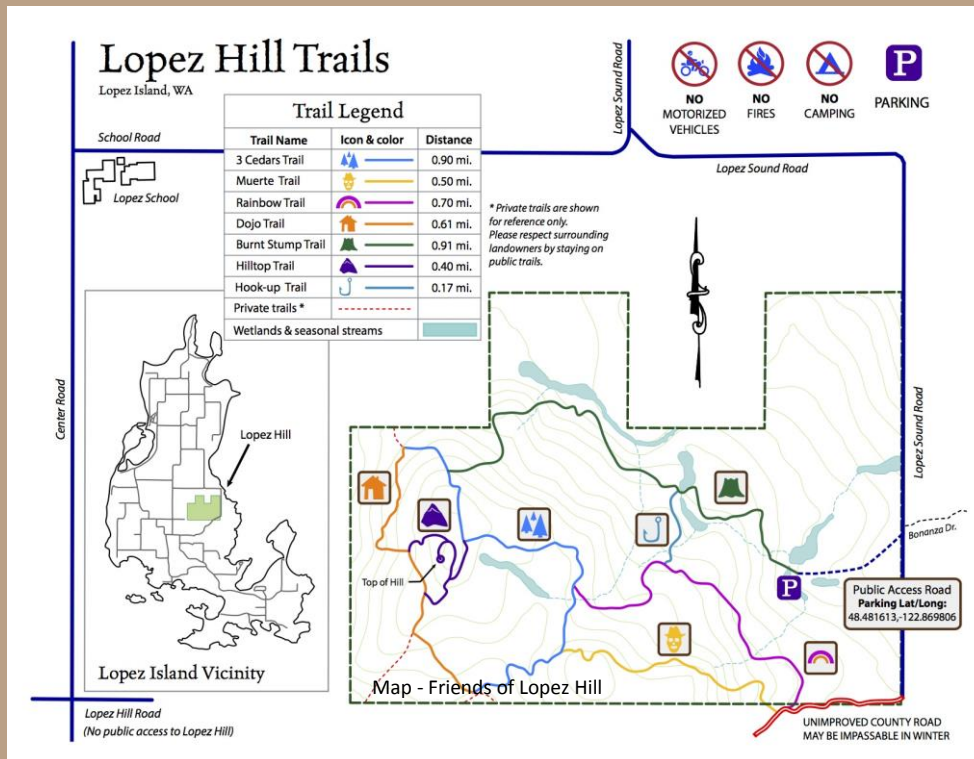 Lopez Hill Trails
Lopez Island, WA
School Road
Lopez School
Trail Legend
Trail Name Icon & color Distance
3 Cedars Trail 0.90 mi.
Muerte Trail 0.50 mi.
Rainbow Trail 0.70 mi.
Dojo Trail 0.61 mi.
Burnt Stump Trail 0.91 mi.
Hilltop Trail 0.40 mi.
Hook-up Trail 0.17 mi.
Private trails *
Wetlands & seasonal streams
* Private trails are shown
for reference only.
Please respect surrounding
landowners by staying on
public trails.
Lopez Sound Road
NO
MOTORIZED
VEHICLES
NO
FIRES
NO
CAMPING
P
PARKING
Lopez Sound Road
Center Road
Lopez Hill
Lopez Island Vicinity
Lopez Sound Road
Bonanza Dr.
Top of Hill
P
Public Access Road
Parking Lat/Long:
48.481613,-122.869806
Map - Friends of Lopez Hill
Lopez Hill Road
(No public access to Lopez Hill)
UNIMPROVED COUNTY ROAD
MAY BE IMPASSABLE IN WINTER